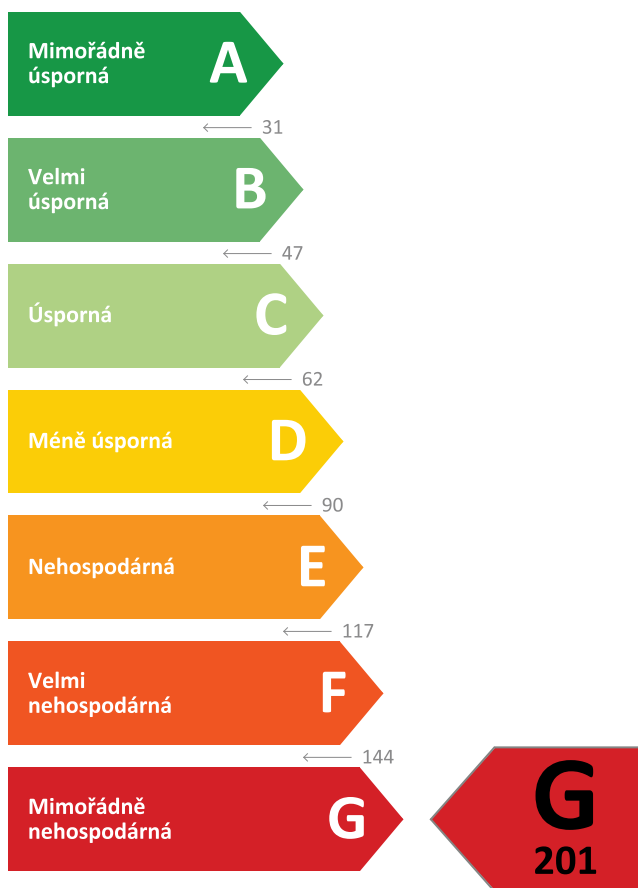 Mimořádně
úsporná
A
31
Velmi
úsporná
B
47
Úsporná
C
62
Méně úsporná
D
90
Nehospodárná
E
117
Velmi
nehospodárná
F
144
Mimořádně
nehospodárná
G
G
201